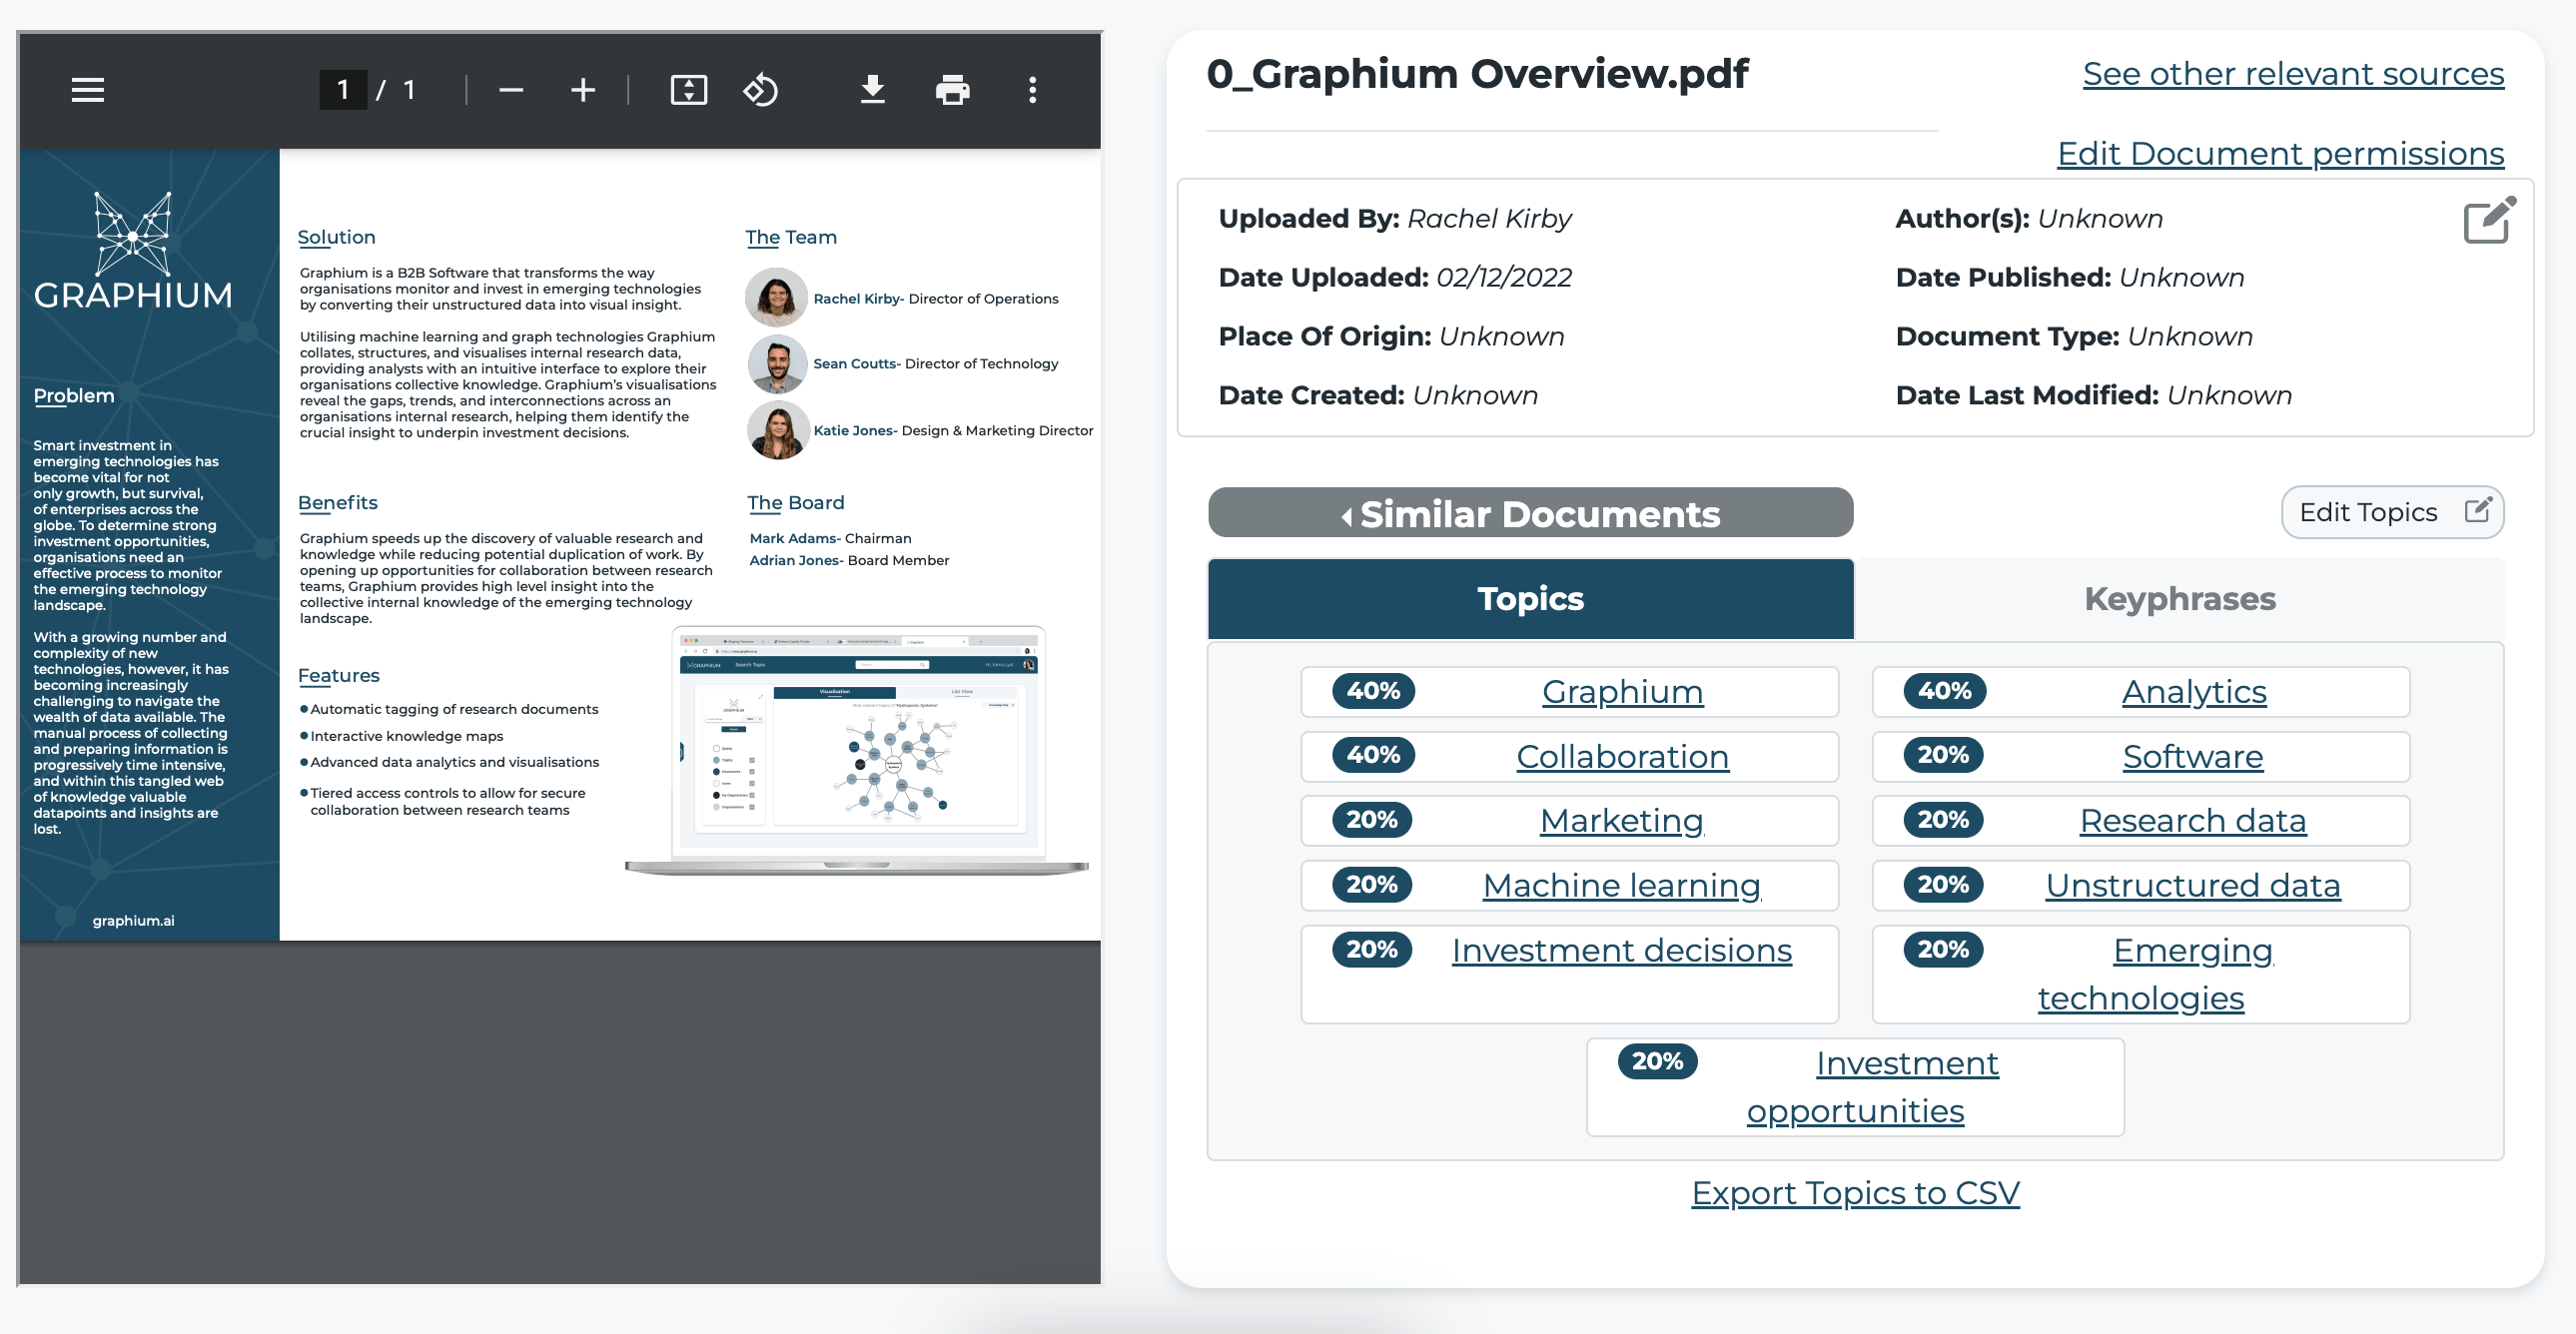 1 / 1
GRAPHIUM
Problem
Smart investment in
emerging technologies has
become vital for not
only growth, but survival,
of enterprises across the
globe. To determine strong
investment opportunities,
organisations need an
effective process to monitor
the emerging technology
landscape.
With a growing number and
complexity of new
technologies, however, it has
becoming increasingly
challenging to navigate the
wealth of data available. The
manual process of collecting
and preparing information is
progressively time intensive,
and within this tangled web
of knowledge valuable
datapoints and insights are
lost.
graphium.ai
Solution
Graphium is a B2B Software that transforms the way
organisations monitor and invest in emerging technologies
by converting their unstructured data into visual insight.
Utilising machine learning and graph technologies Graphium
collates, structures, and visualises internal research data,
providing analysts with an intuitive interface to explore their
organisations collective knowledge. Graphium's visualisations
reveal the gaps, trends, and interconnections across an
organisations internal research, helping them identify the
crucial insight to underpin investment decisions.
Benefits
Graphium speeds up the discovery of valuable research and
knowledge while reducing potential duplication of work. By
opening up opportunities for collaboration between research
teams, Graphium provides high level insight into the
collective internal knowledge of the emerging technology
landscape.
Features
Automatic tagging of research documents
Interactive knowledge maps
Advanced data analytics and visualisations
Tiered access controls to allow for secure
collaboration between research teams
The Team
Rachel Kirby- Director of Operations
Sean Coutts- Director of Technology
Katie Jones- Design & Marketing Director
The Board
Mark Adams- Chairman
Adrian Jones- Board Member
GRAPHIUM
Search Topic
Visualisation
List View
0_Graphium Overview.pdf
See other relevant sources
Edit Document permissions
Uploaded By: Rachel Kirby
Author(s): Unknown
Date Uploaded: 02/12/2022
Date Published: Unknown
Place Of Origin: Unknown
Document Type: Unknown
Date Created: Unknown
Date Last Modified: Unknown
Similar Documents
Edit Topics
Topics
Keyphrases
40% Graphium
40% Analytics
40% Collaboration
20% Software
20% Marketing
20% Research data
20% Machine learning
20% Unstructured data
20% Investment decisions
20% Emerging
technologies
20% Investment
opportunities
Export Topics to CSV